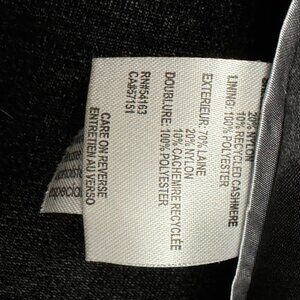 20% NYLON
10% RECYCLED CASHMERE
LINING: 100% POLYESTER
EXTERIEUR: 70% LAINE
20% NYLON
10% CACHEMIRE RECYCLÉE
DOUBLURE: 100% POLYESTER
RN#54163
CA#57151
CARE ON REVERSE
ENTRETIEN AU VERSO